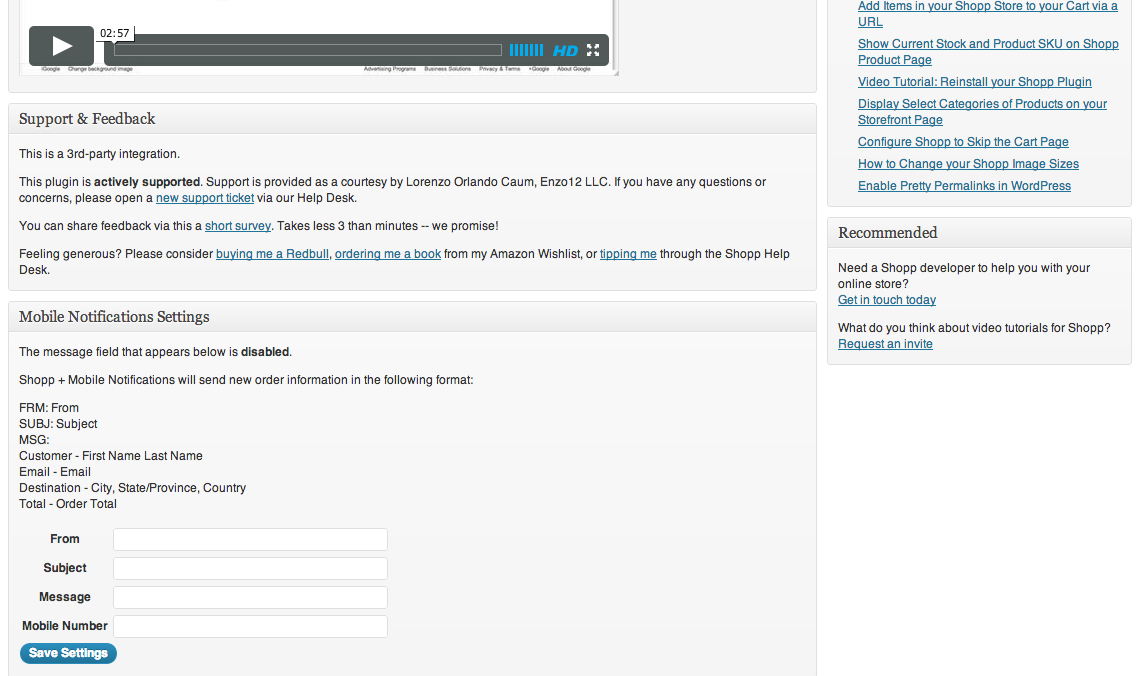 02:57
HD
iGoogle Change background image Advertising Programs Business Solutions Privacy & Terms +Google About Google
Support & Feedback
This is a 3rd-party integration.
This plugin is actively supported. Support is provided as a courtesy by Lorenzo Orlando Caum, Enzo12 LLC. If you have any questions or
concerns, please open a new support ticket via our Help Desk.
You can share feedback via this a short survey. Takes less 3 than minutes -- we promise!
Feeling generous? Please consider buying me a Redbull, ordering me a book from my Amazon Wishlist, or tipping me through the Shopp Help
Desk.
Mobile Notifications Settings
The message field that appears below is disabled.
Shopp + Mobile Notifications will send new order information in the following format:
FRM: From
SUBJ: Subject
MSG:
Customer - First Name Last Name
Email - Email
Destination - City, State/Province, Country
Total - Order Total
From
Subject
Message
Mobile Number
Save Settings
Add Items in your Shopp Store to your Cart via a
URL
Show Current Stock and Product SKU on Shopp
Product Page
Video Tutorial: Reinstall your Shopp Plugin
Display Select Categories of Products on your
Storefront Page
Configure Shopp to Skip the Cart Page
How to Change your Shopp Image Sizes
Enable Pretty Permalinks in WordPress
Recommended
Need a Shopp developer to help you with your
online store?
Get in touch today
What do you think about video tutorials for Shopp?
Request an invite